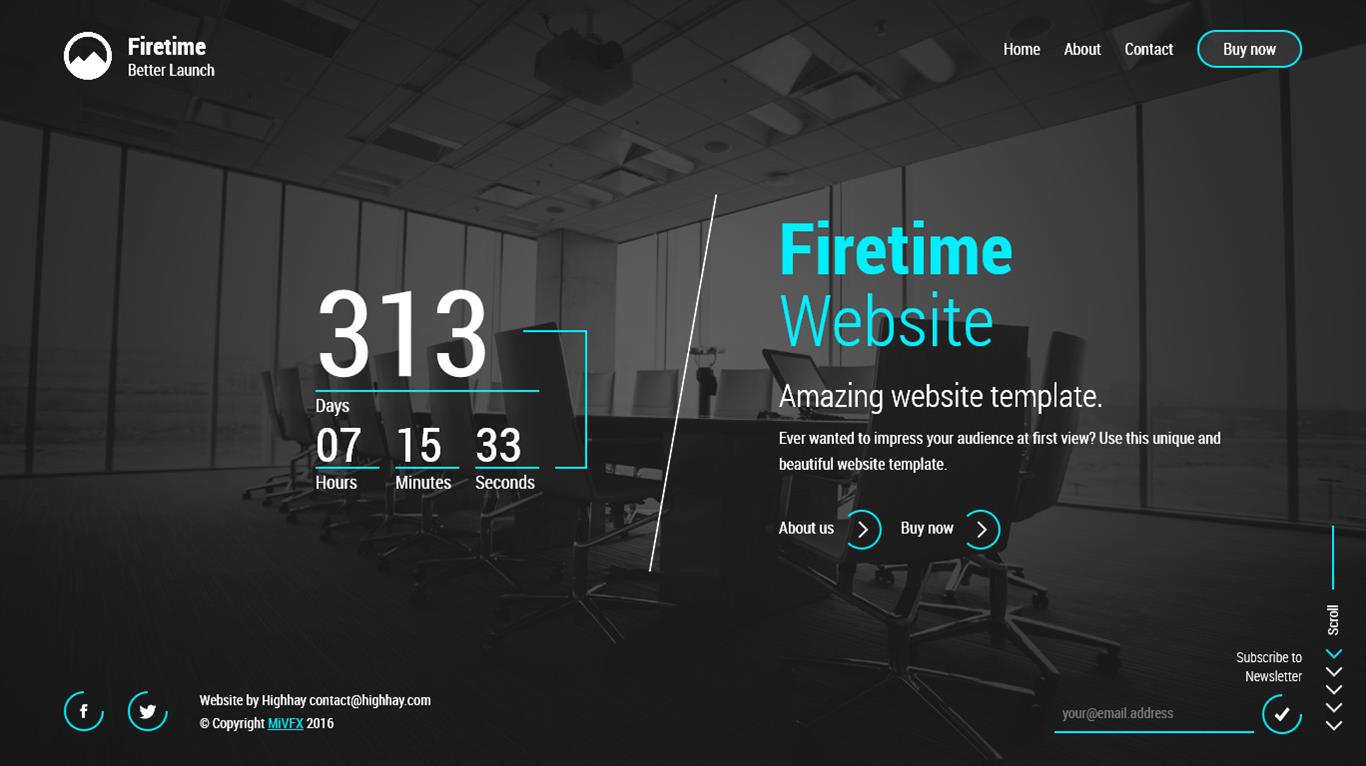 Firetime
Better Launch
Home About Contact Buy now
313
Days
07 15 33
Hours Minutes Seconds
Firetime
Website
Amazing website template.
Ever wanted to impress your audience at first view? Use this unique and
beautiful website template.
About us Buy now
Scroll
Subscribe to
Newsletter
your@email.address
Website by Highhay contact@highhay.com
© Copyright MiVFX 2016